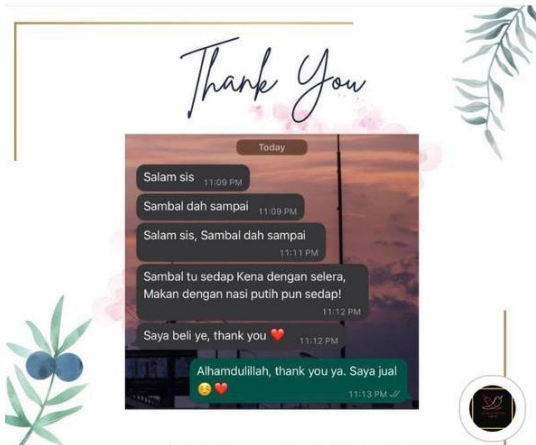 Thank You
Today
Salam sis 11:09 PM
Sambal dah sampai 11:09 PM
Salam sis, Sambal dah sampai
11:11 PM
Sambal tu sedap Kena dengan selera,
Makan dengan nasi putih pun sedap!
11:12 PM
Saya beli ye, thank you ❤️ 11:12 PM
Alhamdulillah, thank you ya. Saya jual
☺️❤️ 11:13 PM